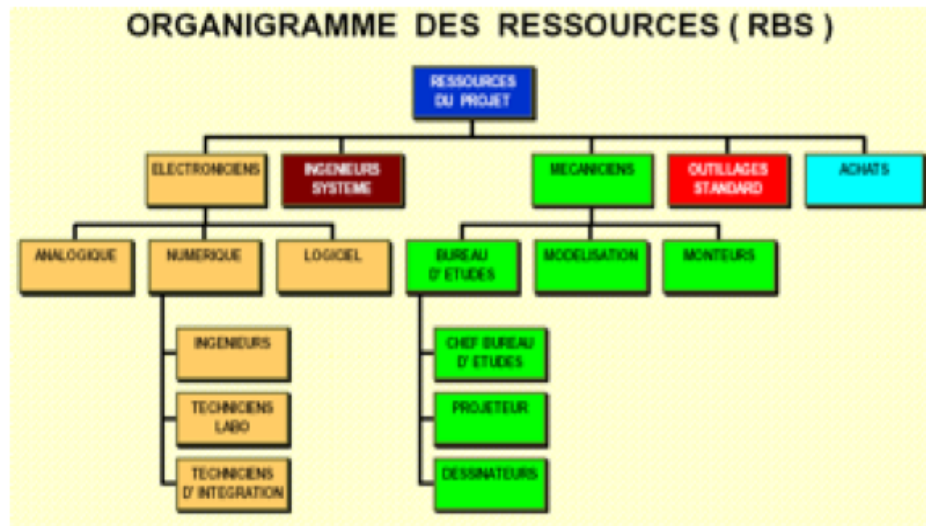 ORGANIGRAMME DES RESSOURCES ( RBS )
RESSOURCES
DU PROJET
ELECTRONICIENS
INGENIEURS
SYSTEME
MECANICIENS
OUTILLAGES
STANDARD
ACHATS
ANALOGIQUE
NUMERIQUE
LOGICIEL
BUREAU
D' ETUDES
MODELISATION
MONTEURS
INGENIEURS
TECHNICIENS
LABO
TECHNICIENS
D' INTEGRATION
CHEF BUREAU
D' ETUDES
PROJETEUR
DESSINATEURS